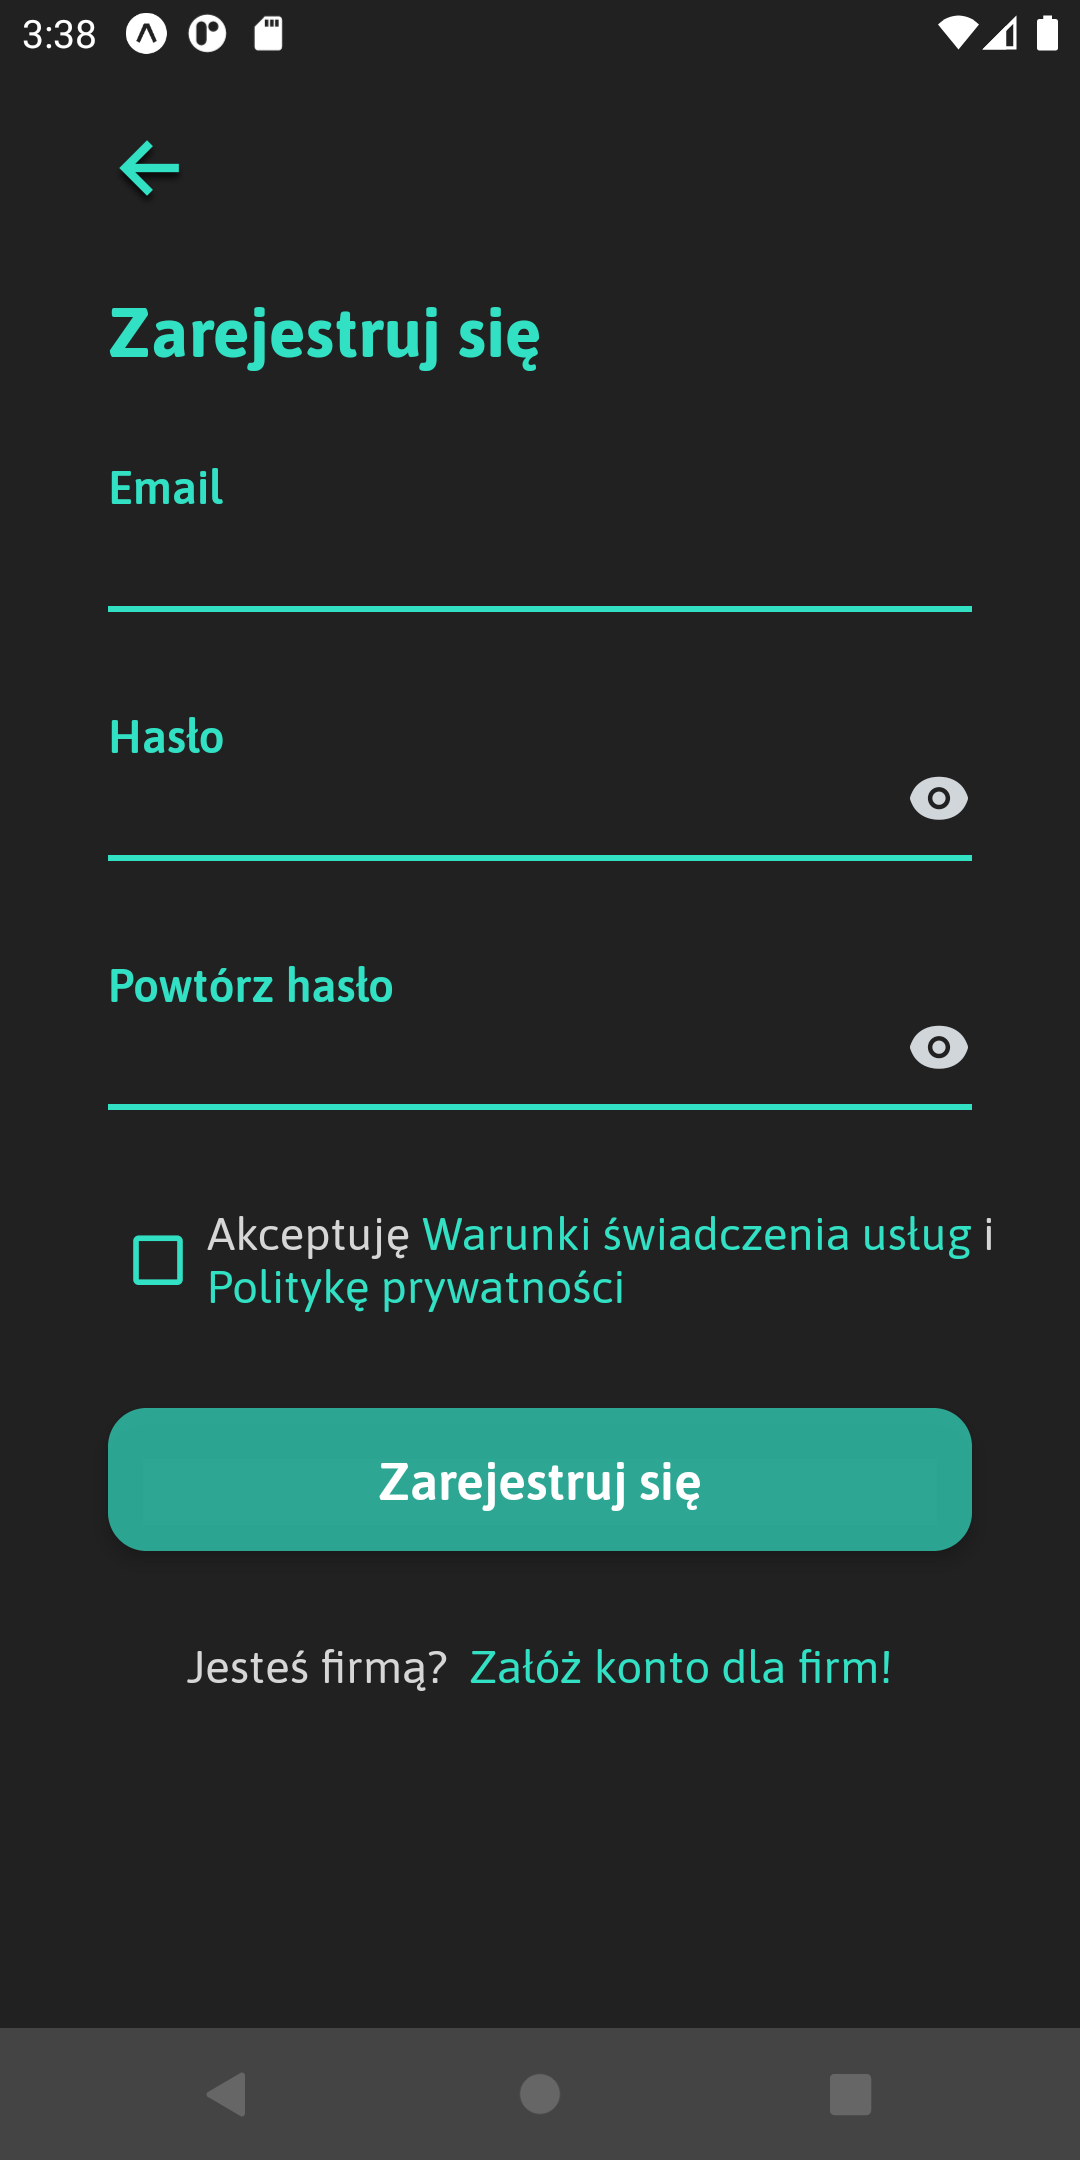 3:38
Zarejestruj się
Email
Hasło
Powtórz hasło
Akceptuję Warunki świadczenia usług i
Politykę prywatności
Zarejestruj się
Jesteś firmą? Załóż konto dla firm!